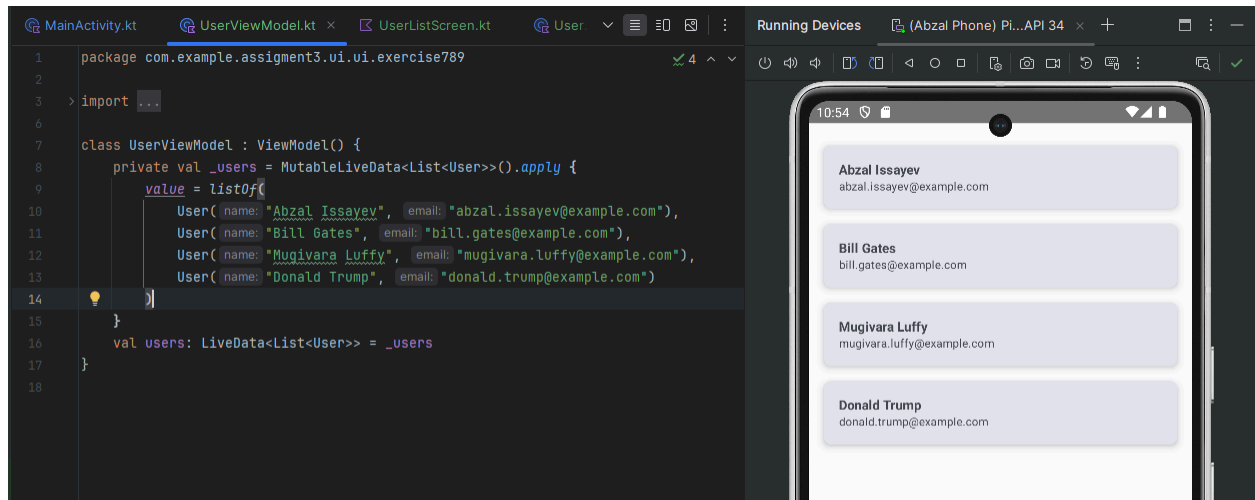 MainActivity.kt UserViewModel.kt UserListScreen.kt User
1 package com.example.assigment3.ui.ui.exercise789 4
2
3 import ...
6
7 class UserViewModel : ViewModel() {
8 private val _users = MutableLiveData<List<User>>().apply {
9 value = listOf(
10 User( name: "Abzal Issayev", email: "abzal.issayev@example.com"),
11 User( name: "Bill Gates", email: "bill.gates@example.com"),
12 User( name: "Mugivara Luffy", email: "mugivara.luffy@example.com"),
13 User( name: "Donald Trump", email: "donald.trump@example.com")
14 )
15 }
16 val users: LiveData<List<User>> = _users
17 }
18
Running Devices (Abzal Phone) Pi...API 34
10:54
Abzal Issayev
abzal.issayev@example.com
Bill Gates
bill.gates@example.com
Mugivara Luffy
mugivara.luffy@example.com
Donald Trump
donald.trump@example.com